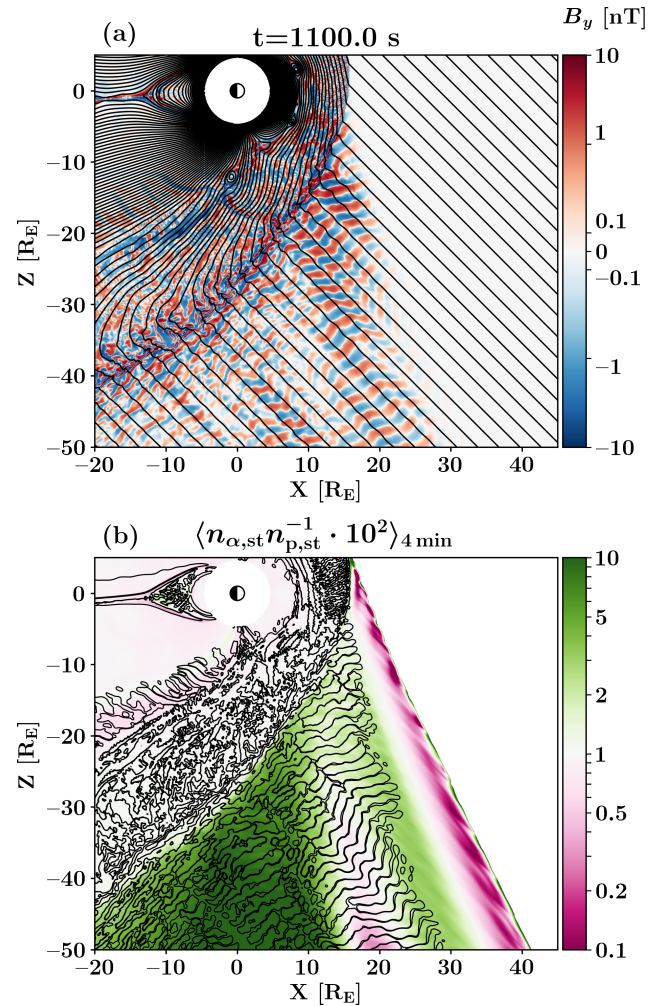 (a)
t=1100.0 s
B_y [nT]
0
−10
−20
−30
−40
−50
Z [R_E]
−20 −10 0 10 20 30 40
X [R_E]
10
1
0.1
0
−0.1
−1
−10
(b)
⟨n_{α,st} n_{p,st}^{−1} · 10^2⟩_{4 min}
0
−10
−20
−30
−40
−50
Z [R_E]
−20 −10 0 10 20 30 40
X [R_E]
10
5
2
1
0.5
0.2
0.1